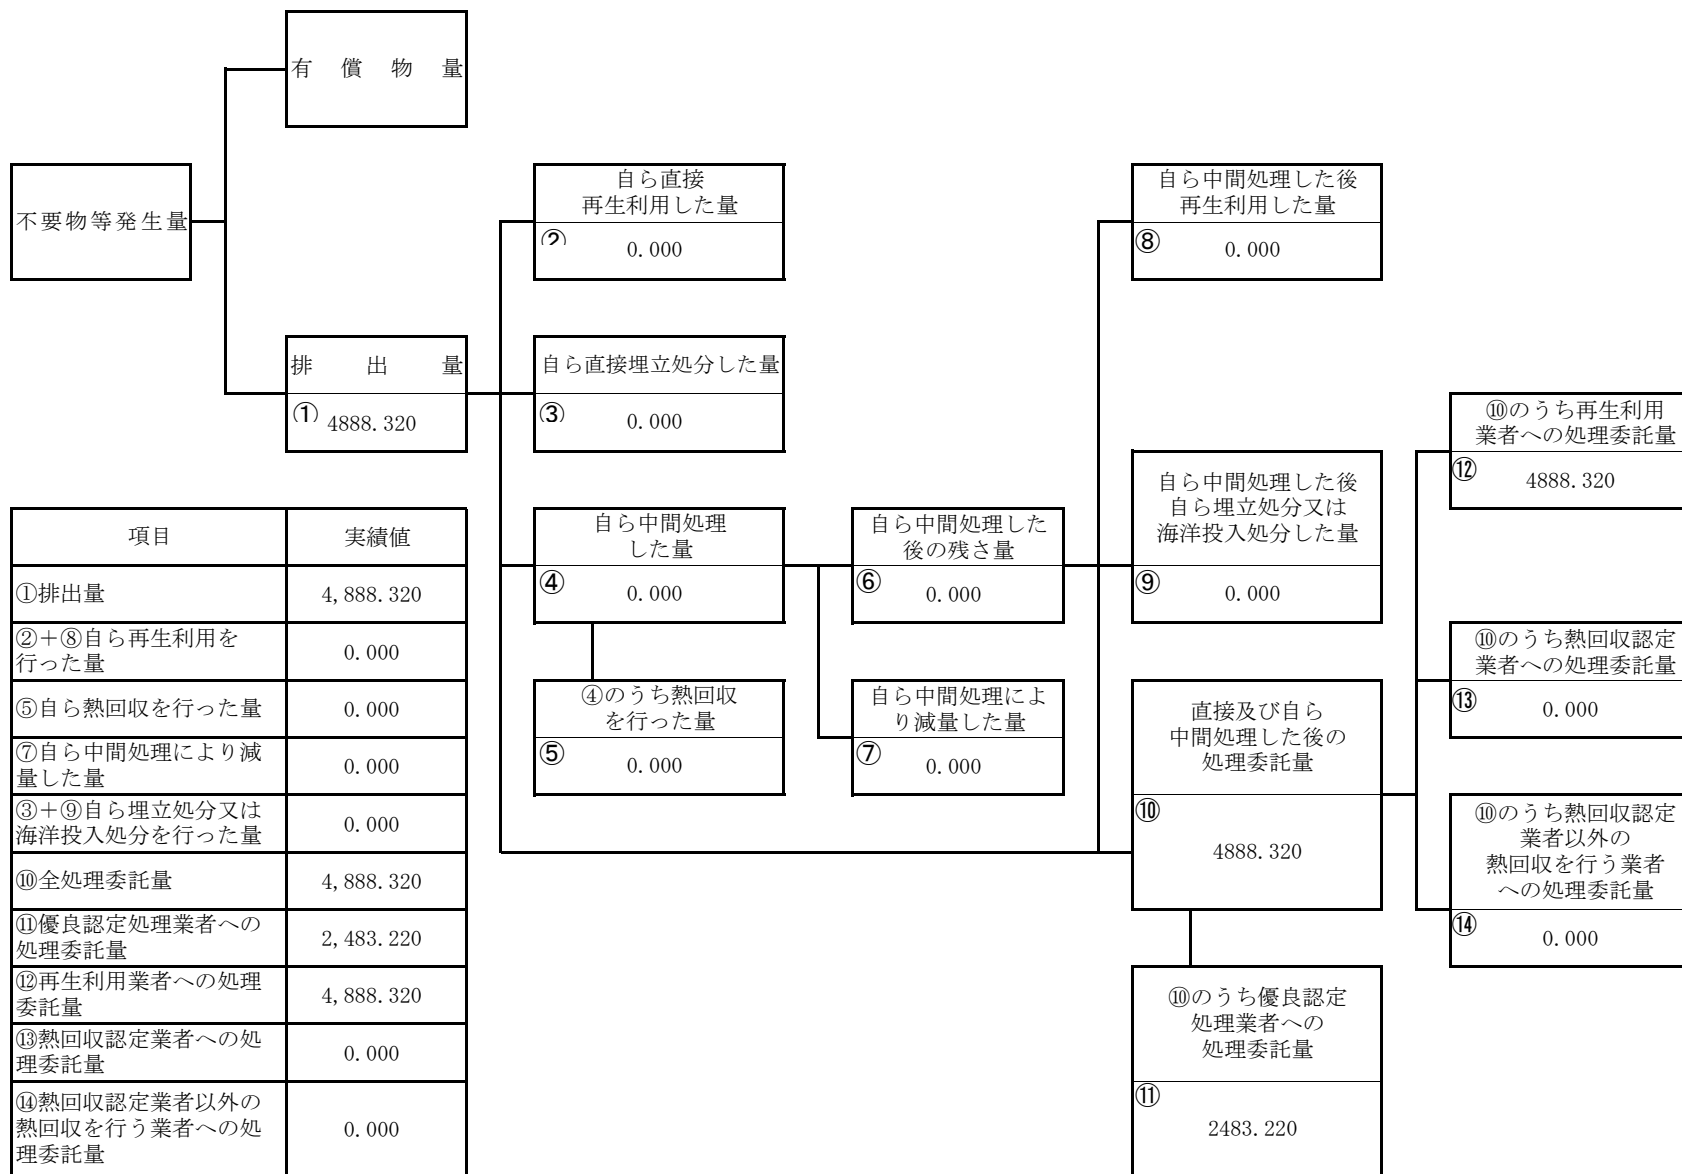 有償物量
不要物等発生量
排出量
① 4888.320
自ら直接
再生利用した量
②
0.000
自ら直接埋立処分した量
③
0.000
自ら中間処理
した量
④
0.000
④のうち熱回収
を行った量
⑤
0.000
自ら中間処理した
後の残さ量
⑥
0.000
自ら中間処理によ
り減量した量
⑦
0.000
自ら中間処理した後
再生利用した量
⑧
0.000
自ら中間処理した後
自ら埋立処分又は
海洋投入処分した量
⑨
0.000
直接及び自ら
中間処理した後の
処理委託量
⑩
4888.320
⑩のうち優良認定
処理業者への
処理委託量
⑪
2483.220
⑩のうち再生利用
業者への処理委託量
⑫
4888.320
⑩のうち熱回収認定
業者への処理委託量
⑬
0.000
⑩のうち熱回収認定
業者以外の
熱回収を行う業者
への処理委託量
⑭
0.000
項目 実績値
①排出量 4,888.320
②+⑧自ら再生利用を
行った量 0.000
⑤自ら熱回収を行った量 0.000
⑦自ら中間処理により減
量した量 0.000
③+⑨自ら埋立処分又は
海洋投入処分を行った量 0.000
⑩全処理委託量 4,888.320
⑪優良認定処理業者への
処理委託量 2,483.220
⑫再生利用業者への処理
委託量 4,888.320
⑬熱回収認定業者への処
理委託量 0.000
⑭熱回収認定業者以外の
熱回収を行う業者への処
理委託量 0.000